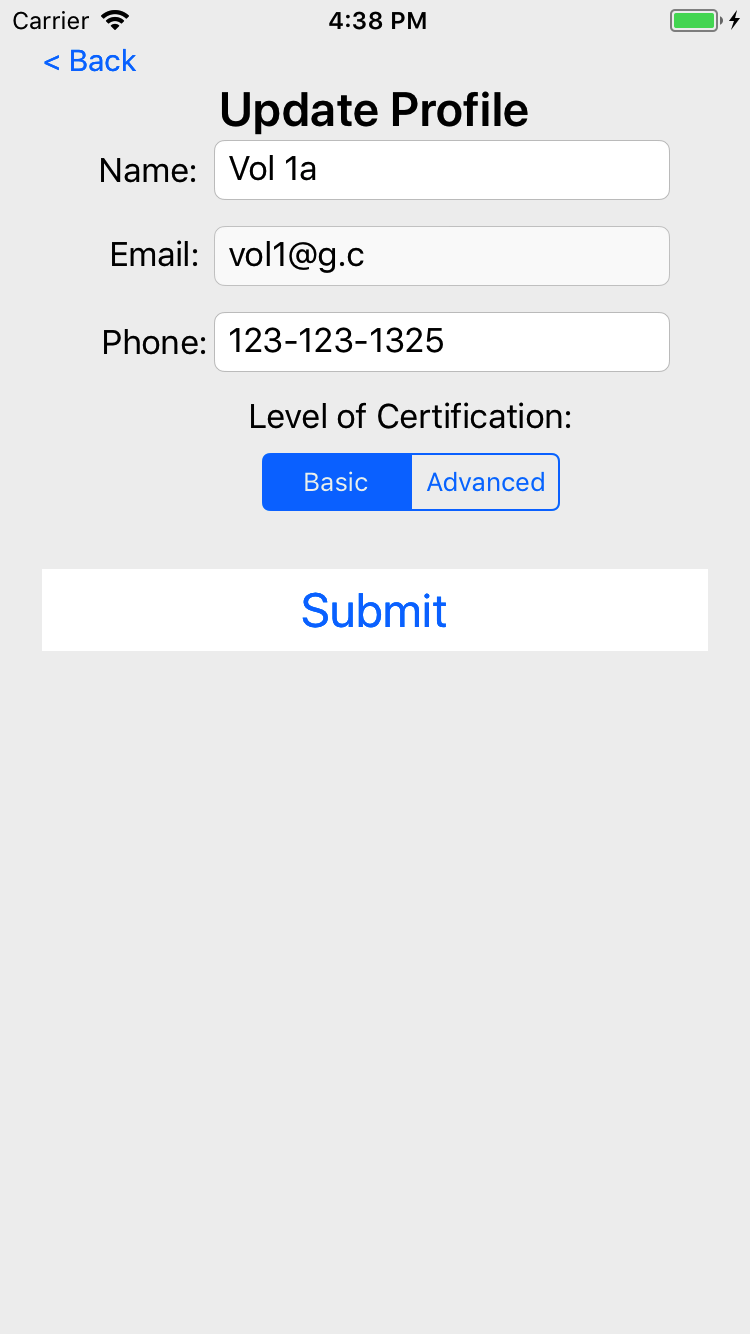 Carrier 4:38 PM
< Back
Update Profile
Name: Vol 1a
Email: vol1@g.c
Phone: 123-123-1325
Level of Certification:
Basic Advanced
Submit